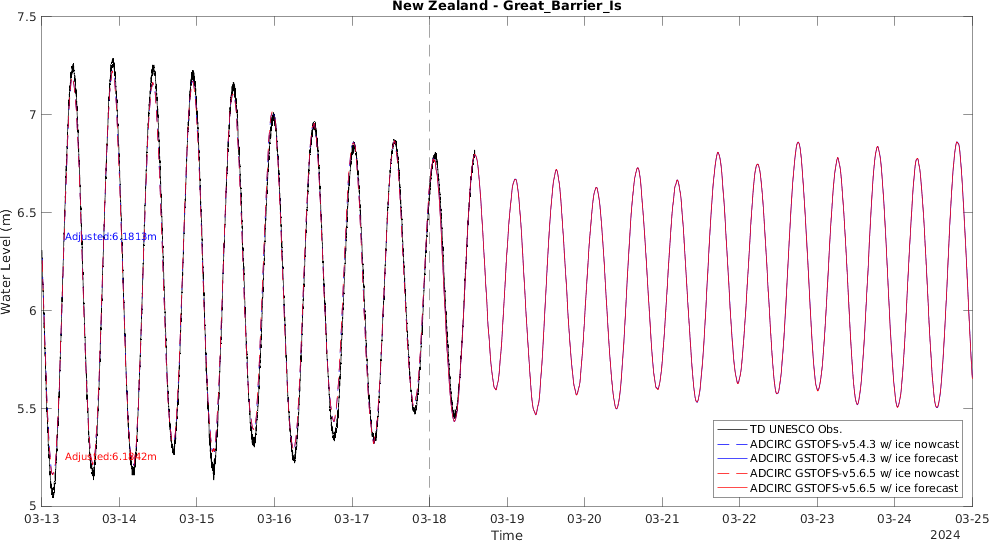 New Zealand - Great_Barrier_Is
7.5
7
6.5
6
5.5
5
Water Level (m)
Adjusted:6.1813m
Adjusted:6.1842m
TD UNESCO Obs.
ADCIRC GSTOFS-v5.4.3 w/ ice nowcast
ADCIRC GSTOFS-v5.4.3 w/ ice forecast
ADCIRC GSTOFS-v5.6.5 w/ ice nowcast
ADCIRC GSTOFS-v5.6.5 w/ ice forecast
03-13 03-14 03-15 03-16 03-17 03-18 03-19 03-20 03-21 03-22 03-23 03-24 03-25
Time
2024